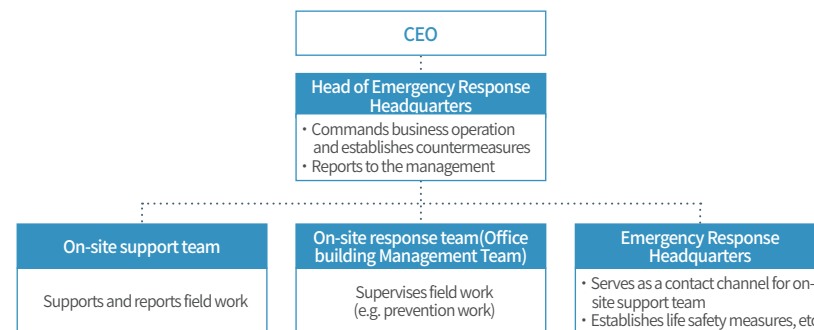 CEO
Head of Emergency Response
Headquarters
・Commands business operation
and establishes countermeasures
・Reports to the management
On-site support team
Supports and reports field work
On-site response team(Office
building Management Team)
Supervises field work
(e.g. prevention work)
Emergency Response
Headquarters
・Serves as a contact channel for on-
site support team
・Establishes life safety measures, etc